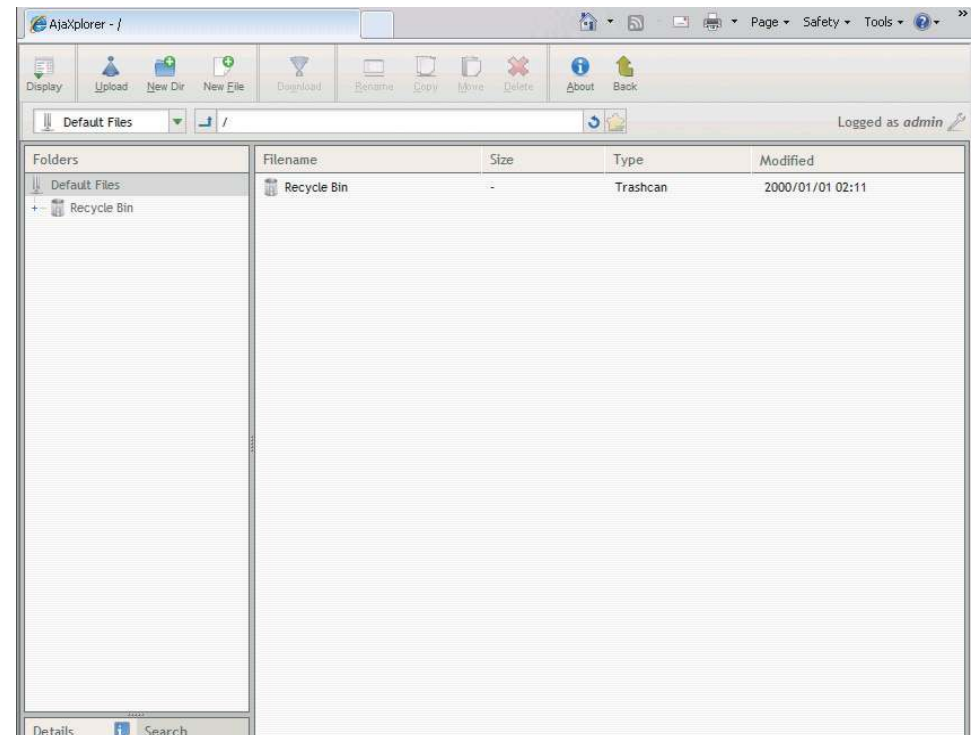 AjaXplorer - /
Page Safety Tools »
Display Upload New Dir New File Download Rename Copy Move Delete About Back
Default Files / Logged as admin
Folders Filename Size Type Modified
Default Files Recycle Bin - Trashcan 2000/01/01 02:11
+ Recycle Bin
Details Search